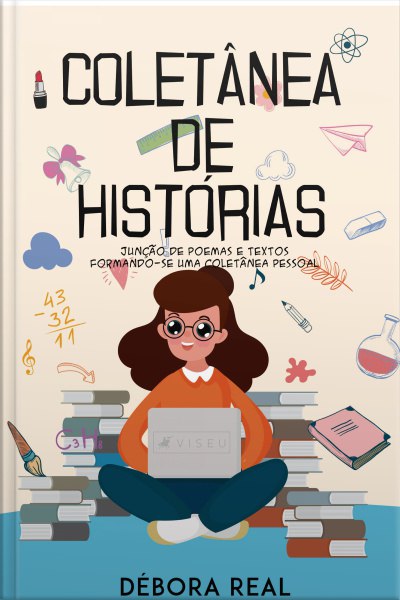 COLETÂNEA
DE
HISTÓRIAS
JUNÇÃO DE POEMAS E TEXTOS
FORMANDO-SE UMA COLETÂNEA PESSOAL
43
- 32
11
C3H8
VISEU
DÉBORA REAL